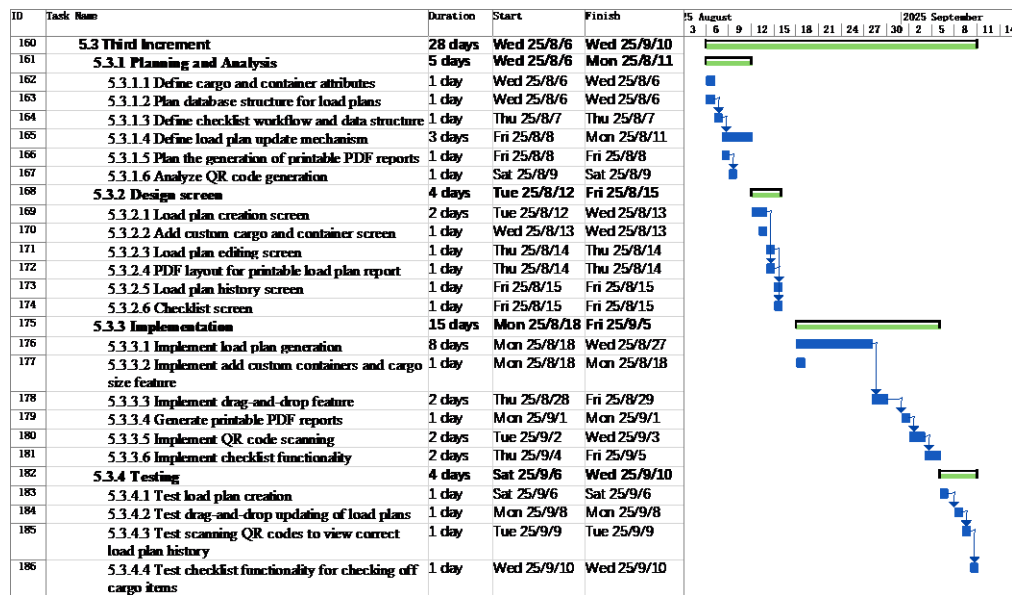 ID Task Name Duration Start Finish 25 August 2025 September
3 6 9 12 15 18 21 24 27 30 2 5 8 11 14
160 5.3 Third Increment 28 days Wed 25/8/6 Wed 25/9/10
161 5.3.1 Planning and Analysis 5 days Wed 25/8/6 Mon 25/8/11
162 5.3.1.1 Define cargo and container attributes 1 day Wed 25/8/6 Wed 25/8/6
163 5.3.1.2 Plan database structure for load plans 1 day Wed 25/8/6 Wed 25/8/6
164 5.3.1.3 Define checklist workflow and data structure 1 day Thu 25/8/7 Thu 25/8/7
165 5.3.1.4 Define load plan update mechanism 3 days Fri 25/8/8 Mon 25/8/11
166 5.3.1.5 Plan the generation of printable PDF reports 1 day Fri 25/8/8 Fri 25/8/8
167 5.3.1.6 Analyze QR code generation 1 day Sat 25/8/9 Sat 25/8/9
168 5.3.2 Design screen 4 days Tue 25/8/12 Fri 25/8/15
169 5.3.2.1 Load plan creation screen 2 days Tue 25/8/12 Wed 25/8/13
170 5.3.2.2 Add custom cargo and container screen 1 day Wed 25/8/13 Wed 25/8/13
171 5.3.2.3 Load plan editing screen 1 day Thu 25/8/14 Thu 25/8/14
172 5.3.2.4 PDF layout for printable load plan report 1 day Thu 25/8/14 Thu 25/8/14
173 5.3.2.5 Load plan history screen 1 day Fri 25/8/15 Fri 25/8/15
174 5.3.2.6 Checklist screen 1 day Fri 25/8/15 Fri 25/8/15
175 5.3.3 Implementation 15 days Mon 25/8/18 Fri 25/9/5
176 5.3.3.1 Implement load plan generation 8 days Mon 25/8/18 Wed 25/8/27
177 5.3.3.2 Implement add custom containers and cargo 1 day Mon 25/8/18 Mon 25/8/18
size feature
178 5.3.3.3 Implement drag-and-drop feature 2 days Thu 25/8/28 Fri 25/8/29
179 5.3.3.4 Generate printable PDF reports 1 day Mon 25/9/1 Mon 25/9/1
180 5.3.3.5 Implement QR code scanning 2 days Tue 25/9/2 Wed 25/9/3
181 5.3.3.6 Implement checklist functionality 2 days Thu 25/9/4 Fri 25/9/5
182 5.3.4 Testing 4 days Sat 25/9/6 Wed 25/9/10
183 5.3.4.1 Test load plan creation 1 day Sat 25/9/6 Sat 25/9/6
184 5.3.4.2 Test drag-and-drop updating of load plans 1 day Mon 25/9/8 Mon 25/9/8
185 5.3.4.3 Test scanning QR codes to view correct 1 day Tue 25/9/9 Tue 25/9/9
load plan history
186 5.3.4.4 Test checklist functionality for checking off 1 day Wed 25/9/10 Wed 25/9/10
cargo items